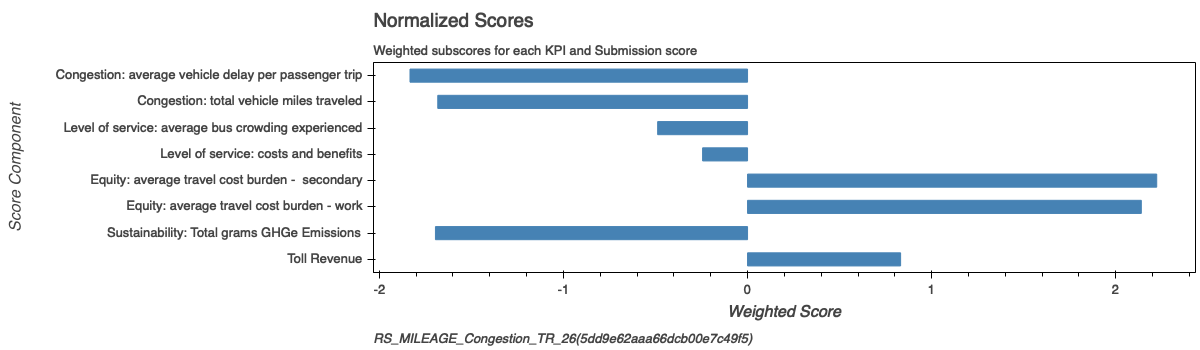 Normalized Scores
Weighted subscores for each KPI and Submission score
Score Component
Congestion: average vehicle delay per passenger trip
Congestion: total vehicle miles traveled
Level of service: average bus crowding experienced
Level of service: costs and benefits
Equity: average travel cost burden -  secondary
Equity: average travel cost burden - work
Sustainability: Total grams GHGe Emissions
Toll Revenue
-2 -1 0 1 2
Weighted Score
RS_MILEAGE_Congestion_TR_26(5dd9e62aaa66dcb00e7c49f5)